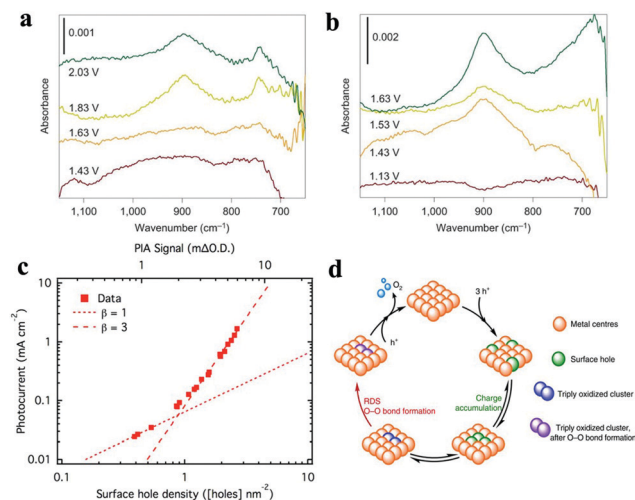 a
0.001
2.03 V
1.83 V
1.63 V
1.43 V
Absorbance
1,100 1,000 900 800 700
Wavenumber (cm⁻¹)
b
0.002
1.63 V
1.53 V
1.43 V
1.13 V
Absorbance
1,100 1,000 900 800 700
Wavenumber (cm⁻¹)
c
PIA Signal (mΔO.D.)
1 10
Photocurrent (mA cm⁻²)
10
1
0.1
0.01
Data
β = 1
β = 3
0.1 1 10
Surface hole density ([holes] nm⁻²)
d
O₂
3 h⁺
h⁺
RDS
O–O bond formation
Charge
accumulation
Metal centres
Surface hole
Triply oxidized cluster
Triply oxidized cluster,
after O–O bond formation